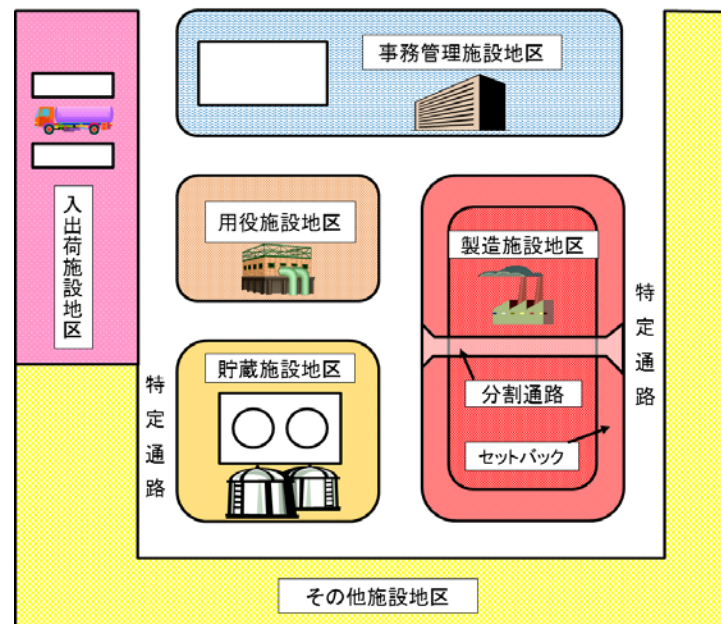 事務管理施設地区
入出荷施設地区
用役施設地区
製造施設地区
特定通路
貯蔵施設地区
特定通路
分割通路
セットバック
その他施設地区